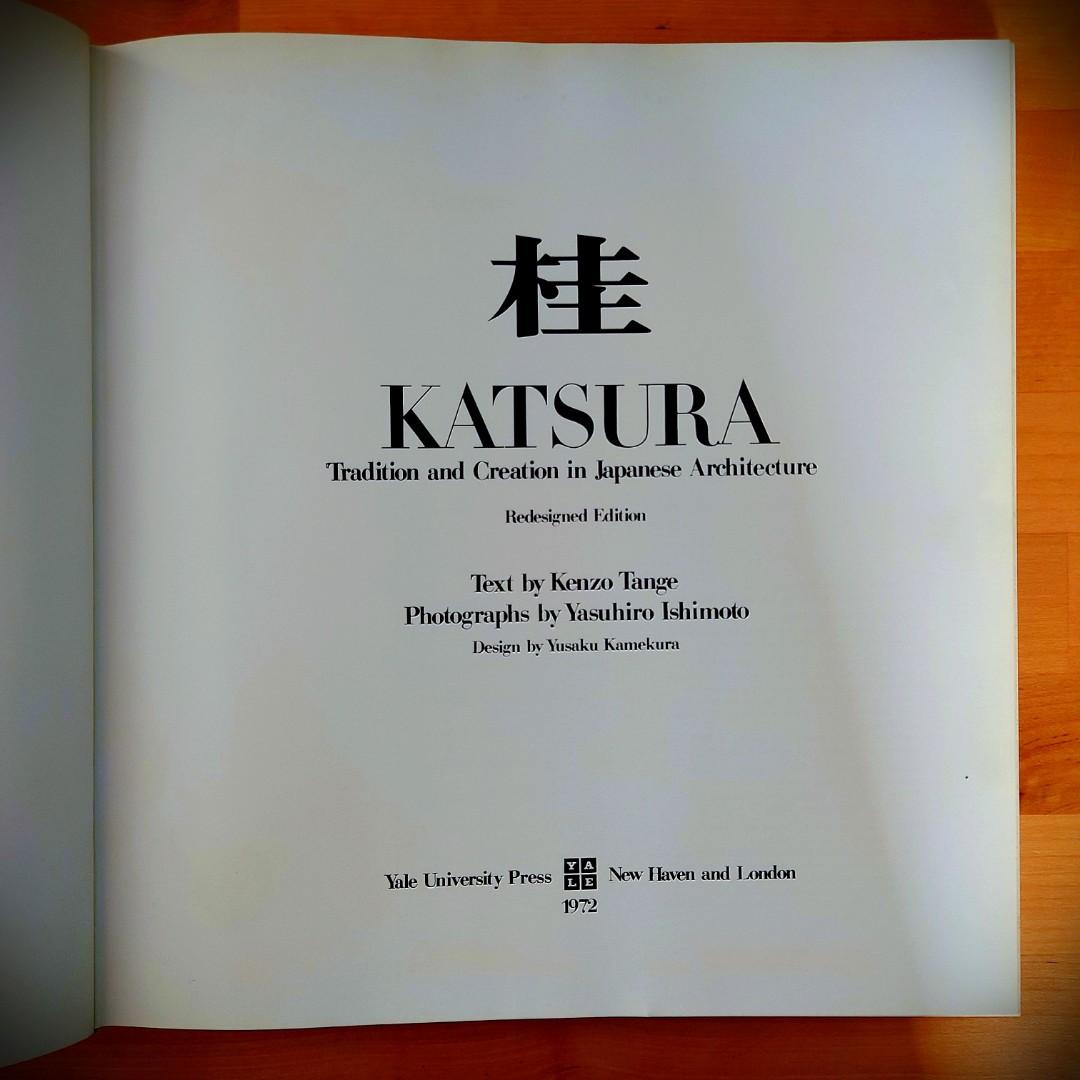 桂
KATSURA
Tradition and Creation in Japanese Architecture
Redesigned Edition
Text by Kenzo Tange
Photographs by Yasuhiro Ishimoto
Design by Yusaku Kamekura
Yale University Press YALE New Haven and London
1972